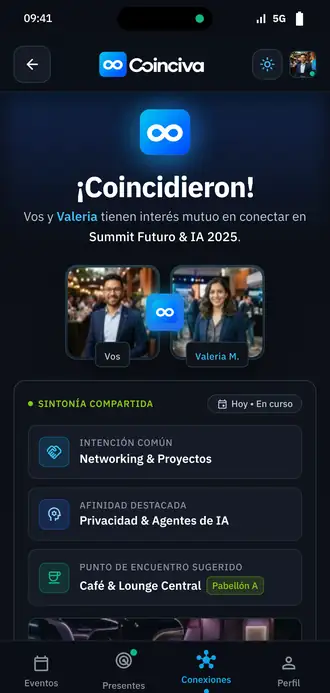 09:41
5G
Coinciva
¡Coincidieron!
Vos y Valeria tienen interés mutuo en conectar en
Summit Futuro & IA 2025.
Vos
Valeria M.
SINTONÍA COMPARTIDA
Hoy • En curso
INTENCIÓN COMÚN
Networking & Proyectos
AFINIDAD DESTACADA
Privacidad & Agentes de IA
PUNTO DE ENCUENTRO SUGERIDO
Café & Lounge Central
Pabellón A
Eventos
Presentes
Conexiones
Perfil